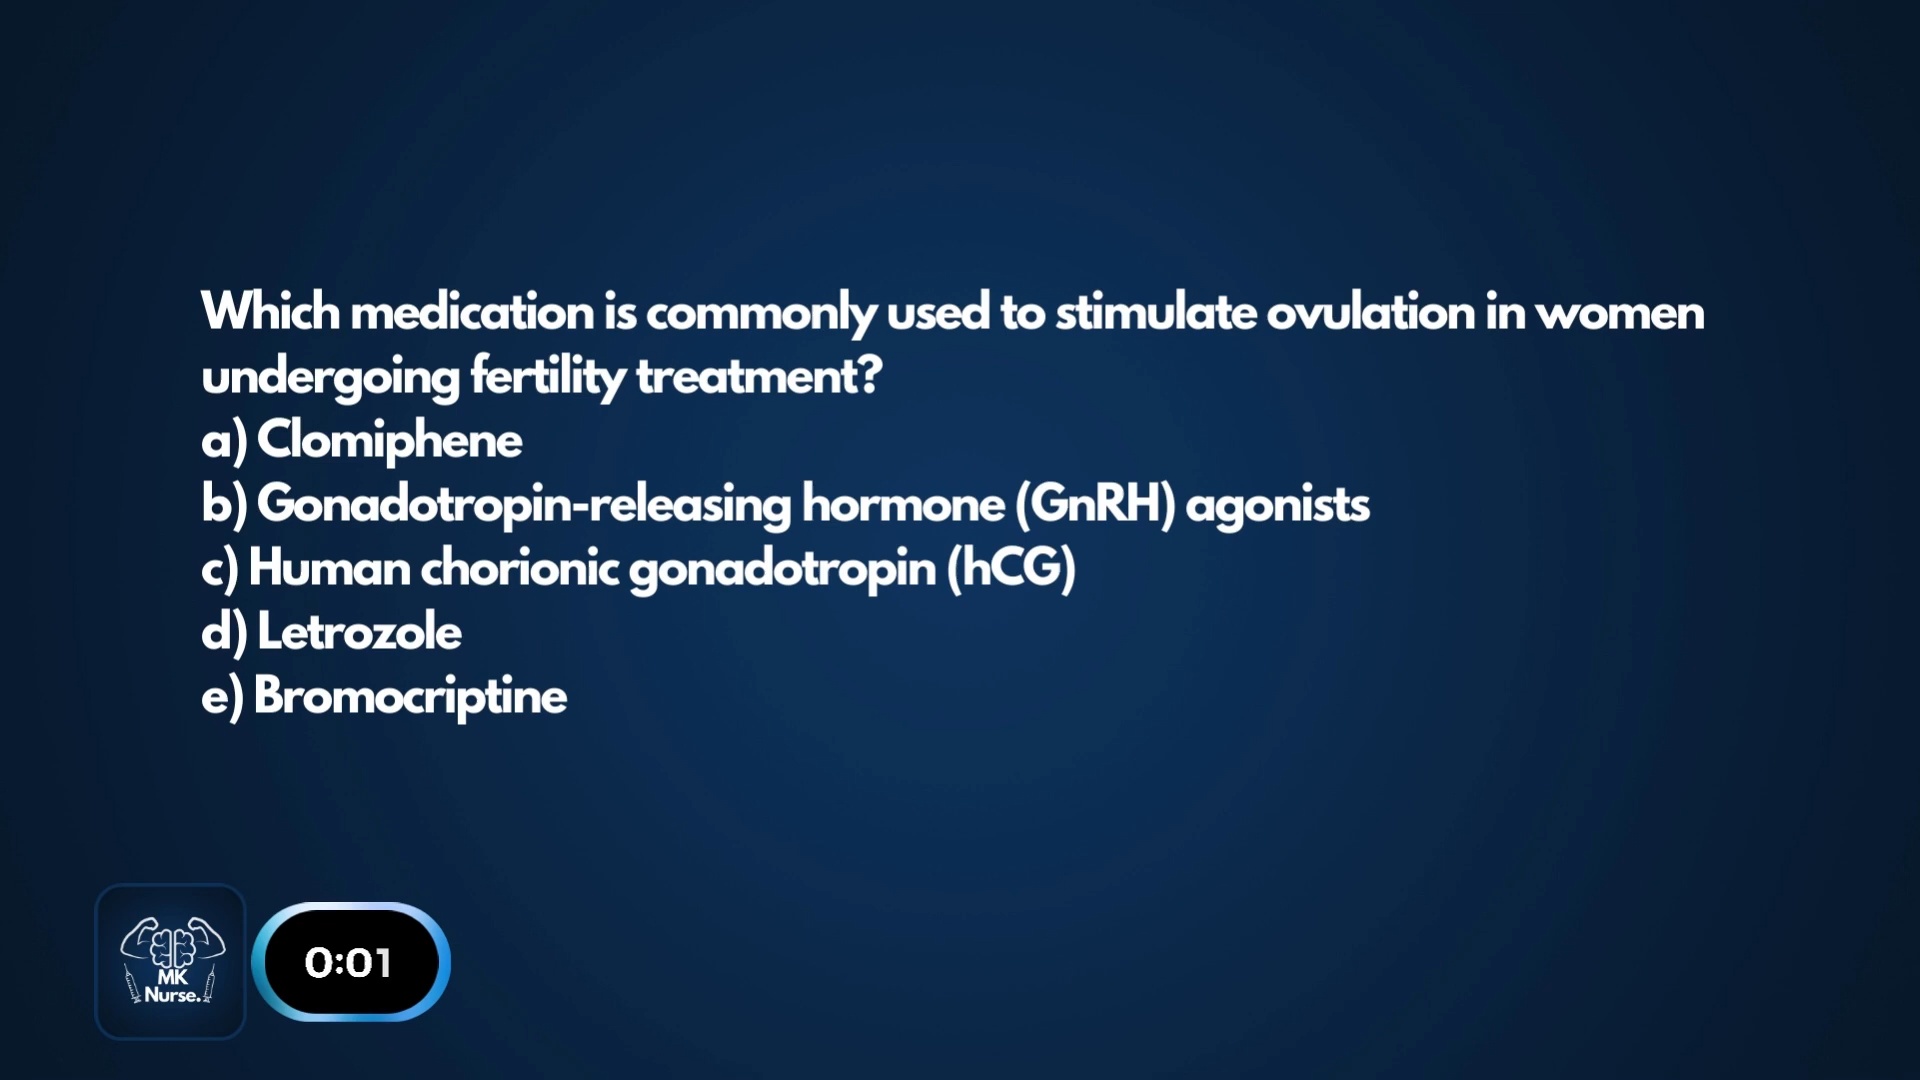 Which medication is commonly used to stimulate ovulation in women
undergoing fertility treatment?
a) Clomiphene
b) Gonadotropin-releasing hormone (GnRH) agonists
c) Human chorionic gonadotropin (hCG)
d) Letrozole
e) Bromocriptine
MK
Nurse.
0:01